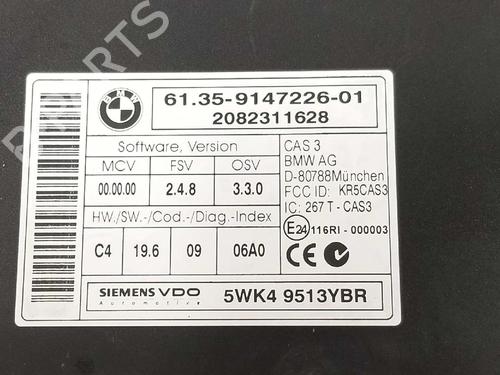 PARTS
BMW
61.35-9147226-01
2082311628
Software, Version
MCV FSV OSV
00.00.00 2.4.8 3.3.0
HW./SW.-/Cod.-/Diag.-Index
C4 19.6 09 06A0
CAS 3
BMW AG
D-80788München
FCC ID: KR5CAS3
IC: 267 T - CAS3
E24 116RI - 000003
CE
SIEMENS VDO
Automotive
5WK4 9513YBR